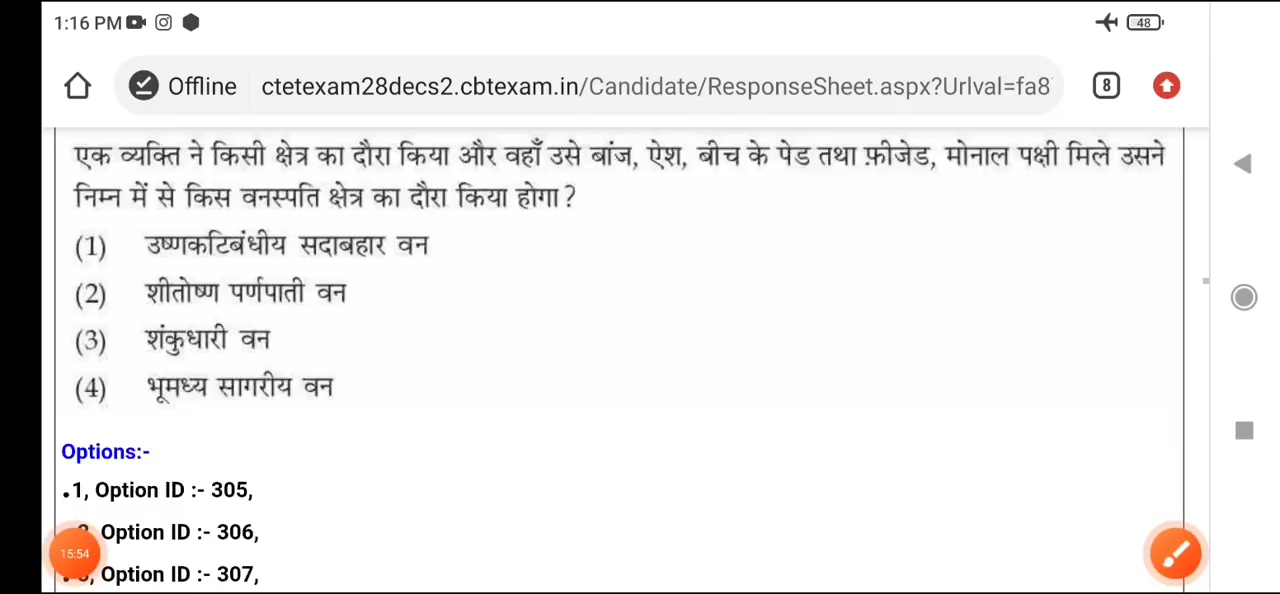 1:16 PM
48
Offline ctetexam28decs2.cbtexam.in/Candidate/ResponseSheet.aspx?Urlval=fa8
8
एक व्यक्ति ने किसी क्षेत्र का दौरा किया और वहाँ उसे बांज, ऐश, बीच के पेड तथा फ़ीजेंड, मोनाल पक्षी मिले उसने
निम्न में से किस वनस्पति क्षेत्र का दौरा किया होगा ?
(1) उष्णकटिबंधीय सदाबहार वन
(2) शीतोष्ण पर्णपाती वन
(3) शंकुधारी वन
(4) भूमध्य सागरीय वन
Options:-
1, Option ID :- 305,
Option ID :- 306,
15:54
Option ID :- 307,